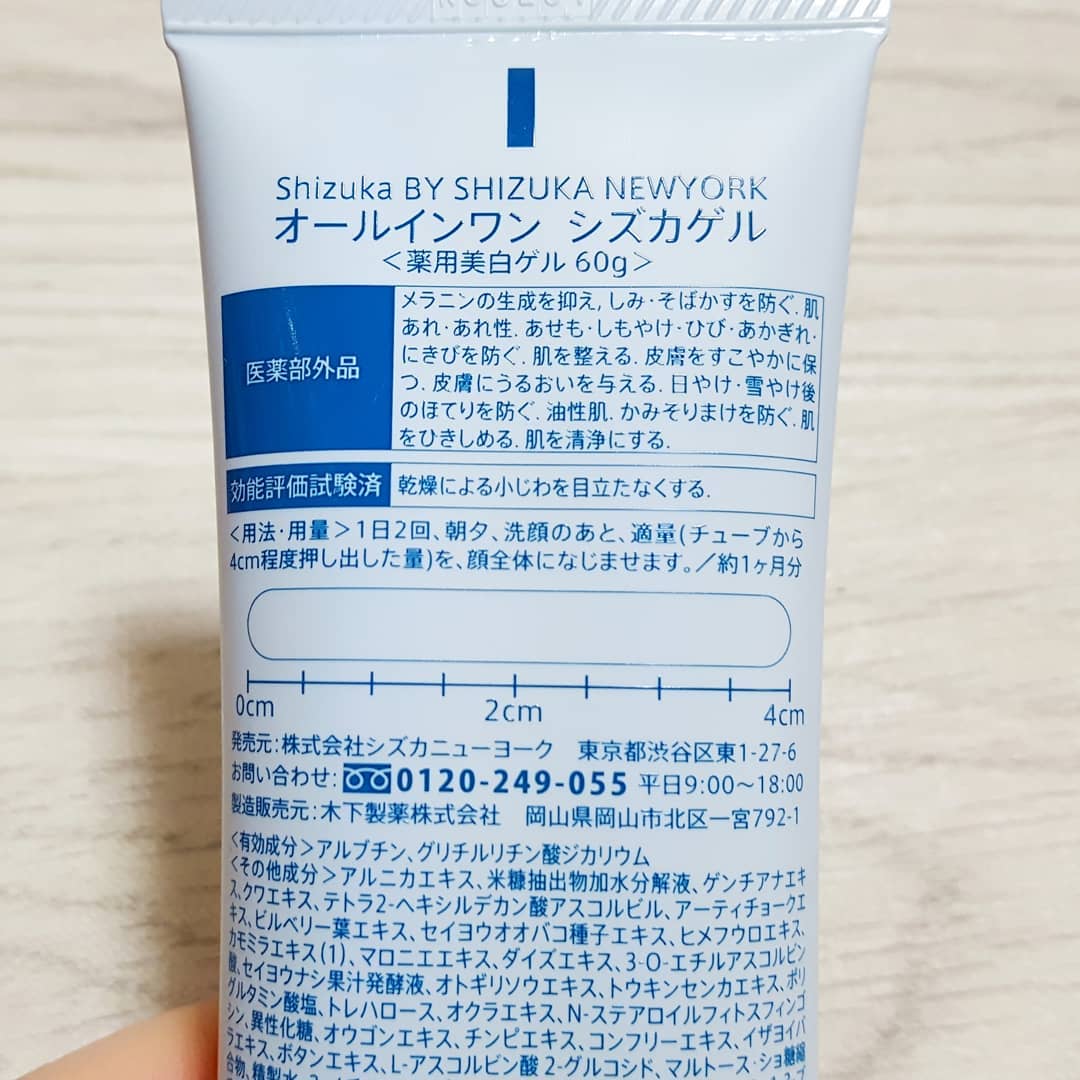 Shizuka BY SHIZUKA NEWYORK
オールインワン シズカゲル
＜薬用美白ゲル 60g＞
医薬部外品
メラニンの生成を抑え, しみ・そばかすを防ぐ. 肌
あれ・あれ性. あせも・しもやけ・ひび・あかぎれ・
にきびを防ぐ. 肌を整える. 皮膚をすこやかに保
つ. 皮膚にうるおいを与える. 日やけ・雪やけ後
のほてりを防ぐ. 油性肌. かみそりまけを防ぐ. 肌
をひきしめる. 肌を清浄にする.
効能評価試験済
乾燥による小じわを目立たなくする.
＜用法・用量＞1日2回、朝夕、洗顔のあと、適量(チューブから
4cm程度押し出した量)を、顔全体になじませます。／約1ヶ月分
0cm 2cm 4cm
発売元：株式会社シズカニューヨーク 東京都渋谷区東1-27-6
お問い合わせ： 0120-249-055 平日9:00〜18:00
製造販売元：木下製薬株式会社 岡山県岡山市北区一宮792-1
＜有効成分＞アルブチン、グリチルリチン酸ジカリウム
＜その他成分＞アルニカエキス、米糠抽出物加水分解液、ゲンチアナエキ
ス、クワエキス、テトラ2-ヘキシルデカン酸アスコルビル、アーティチョークエ
キス、ビルベリー葉エキス、セイヨウオオバコ種子エキス、ヒメフウロエキス、
カモミラエキス(1)、マロニエエキス、ダイズエキス、3-O-エチルアスコルビン
酸、セイヨウナシ果汁発酵液、オトギリソウエキス、トウキンセンカエキス、ポリ
グルタミン酸塩、トレハロース、オクラエキス、N-ステアロイルフィトスフィンゴ
シン、異性化糖、オウゴンエキス、チンピエキス、コンフリーエキス、イザヨイバ
ラエキス、ボタンエキス、L-アスコルビン酸 2-グルコシド、マルトース・ショ糖縮
合物、精製水